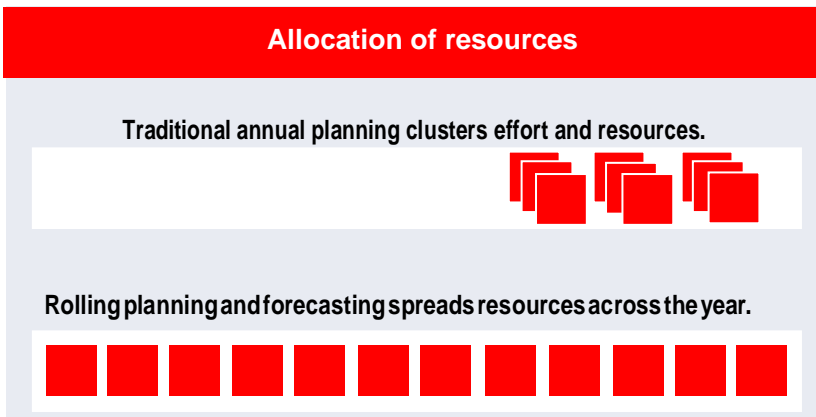 Allocation of resources
Traditional annual planning clusters effort and resources.
Rolling planning and forecasting spreads resources across the year.